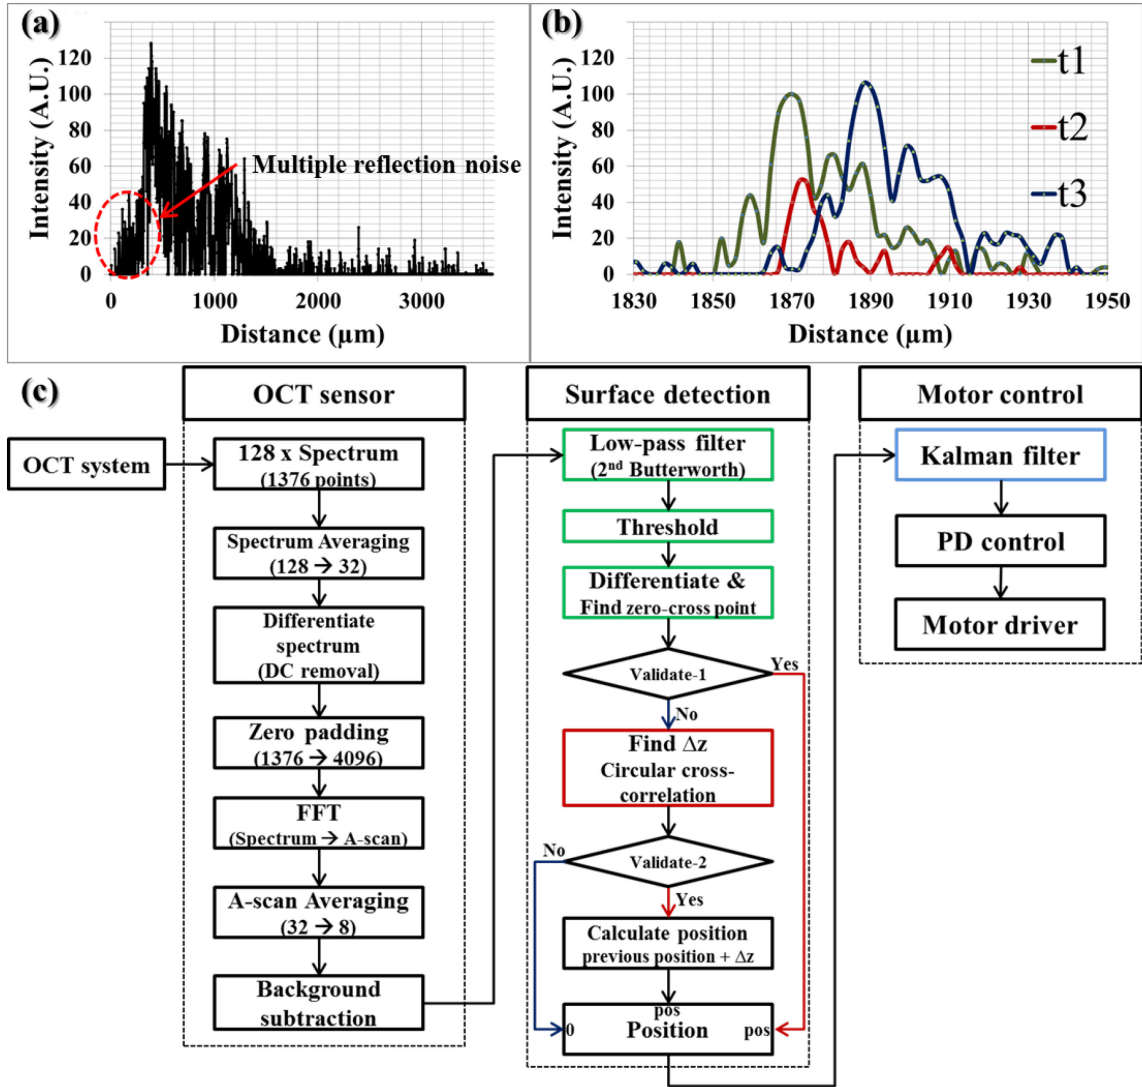 (a)
Intensity (A.U.)
120
100
80
60
40
20
0
Multiple reflection noise
0
1000
2000
3000
Distance (µm)
(b)
Intensity (A.U.)
120
100
80
60
40
20
0
t1
t2
t3
1830
1850
1870
1890
1910
1930
1950
Distance (µm)
(c)
OCT system
OCT sensor
128 x Spectrum
(1376 points)
Spectrum Averaging
(128 → 32)
Differentiate
spectrum
(DC removal)
Zero padding
(1376 → 4096)
FFT
(Spectrum → A-scan)
A-scan Averaging
(32 → 8)
Background
subtraction
Surface detection
Low-pass filter
(2nd Butterworth)
Threshold
Differentiate &
Find zero-cross point
Validate-1
Yes
No
Find Δz
Circular cross-
correlation
Validate-2
No
Yes
Calculate position
previous position + Δz
pos
0
Position
pos
Motor control
Kalman filter
PD control
Motor driver